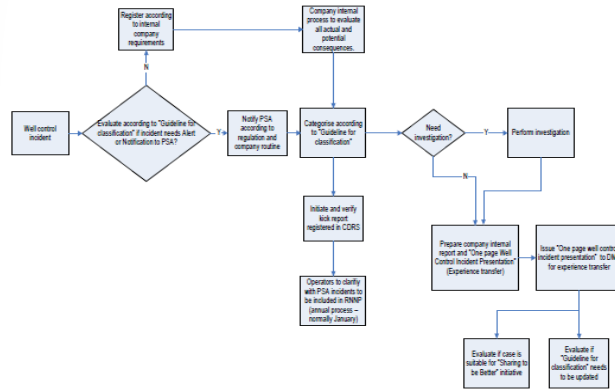 Register according
to internal
company
requirements
Company internal
process to evaluate
all actual and
potential
consequences.
N
Well control
incident
Evaluate according to "Guideline for
classification" if incident needs Alert
or Notification to PSA?
Y
Notify PSA
according to
regulation and
company routine
Categorise according
to "Guideline for
classification"
Need
investigation?
Y
Perform investigation
N
Initiate and verify
kick report
registered in CDRS
Prepare company internal
report and "One page Well
Control Incident Presentation"
(Experience transfer)
Issue "One page well control
incident presentation" to
for experience transfer
Operators to clarify
with PSA incidents to
be included in RNNP
(annual process –
normally January)
Evaluate if case is
suitable for "Sharing to
be Better" initiative
Evaluate if
"Guideline for
classification" needs
to be updated